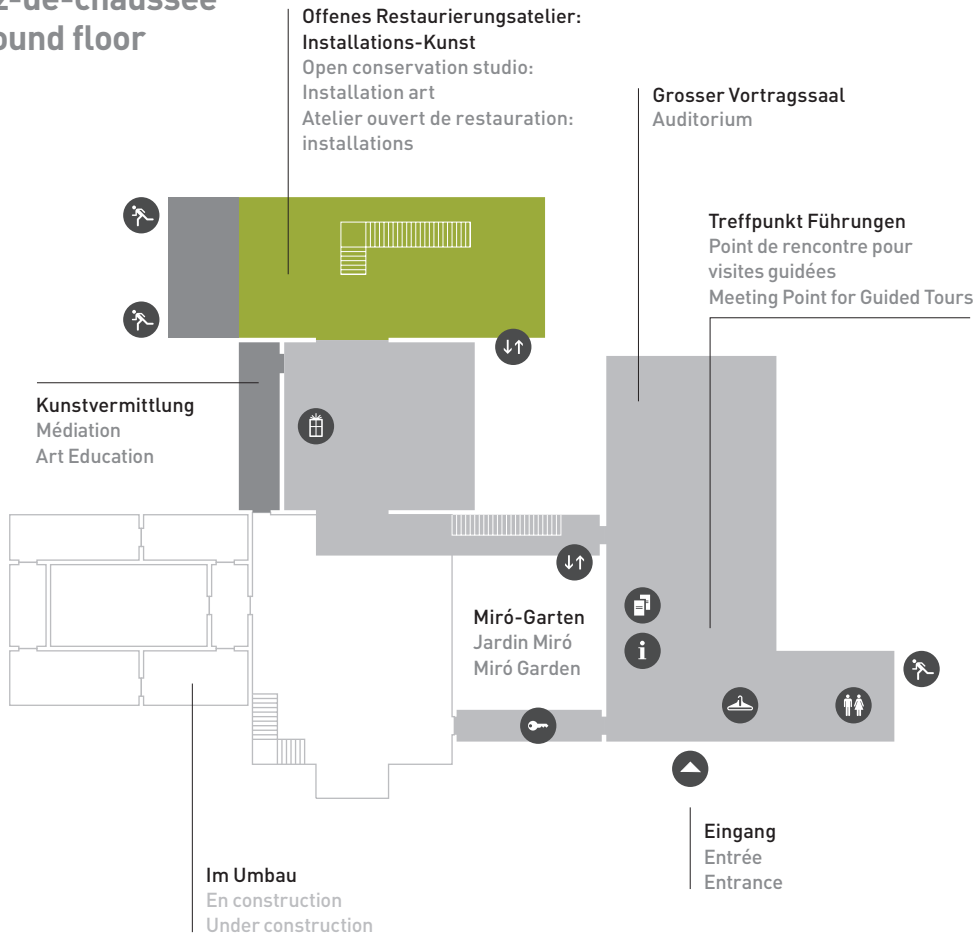 ound floor
Offenes Restaurierungsatelier:
Installations-Kunst
Open conservation studio:
Installation art
Atelier ouvert de restauration:
installations
Grosser Vortragssaal
Auditorium
Treffpunkt Führungen
Point de rencontre pour
visites guidées
Meeting Point for Guided Tours
Kunstvermittlung
Médiation
Art Education
Miró-Garten
Jardin Miró
Miró Garden
i
Eingang
Entrée
Entrance
Im Umbau
En construction
Under construction